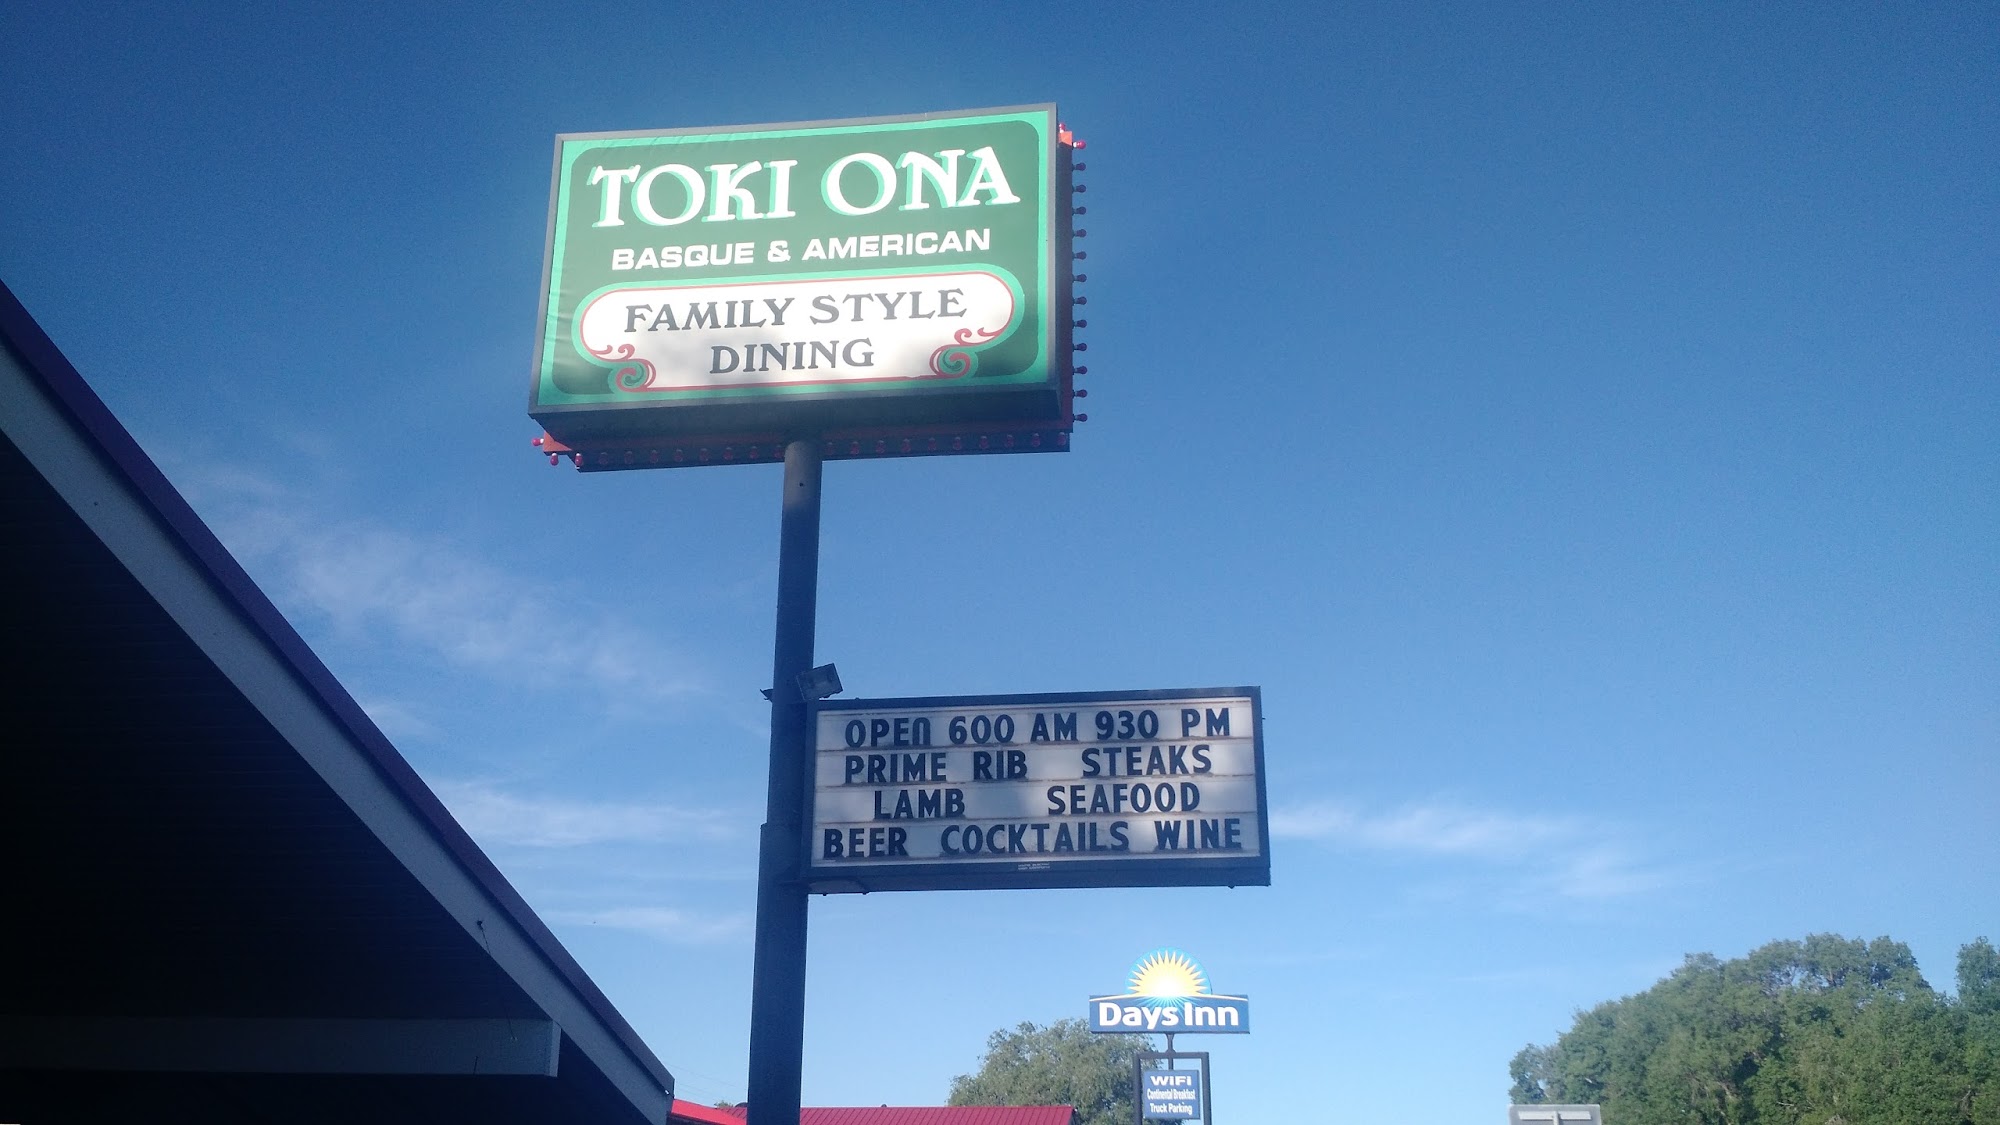 TOKI ONA
BASQUE & AMERICAN
FAMILY STYLE
DINING
OPEN 600 AM 930 PM
PRIME RIB STEAKS
LAMB SEAFOOD
BEER COCKTAILS WINE
Days Inn
WIFI
Continental Breakfast
Truck Parking